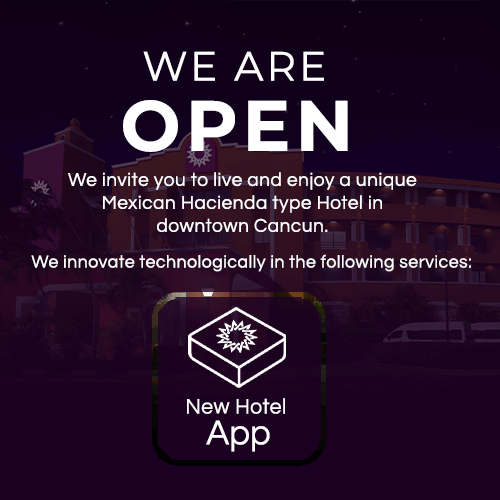 WE ARE
OPEN
We invite you to live and enjoy a unique
Mexican Hacienda type Hotel in
downtown Cancun.
We innovate technologically in the following services:
New Hotel
App